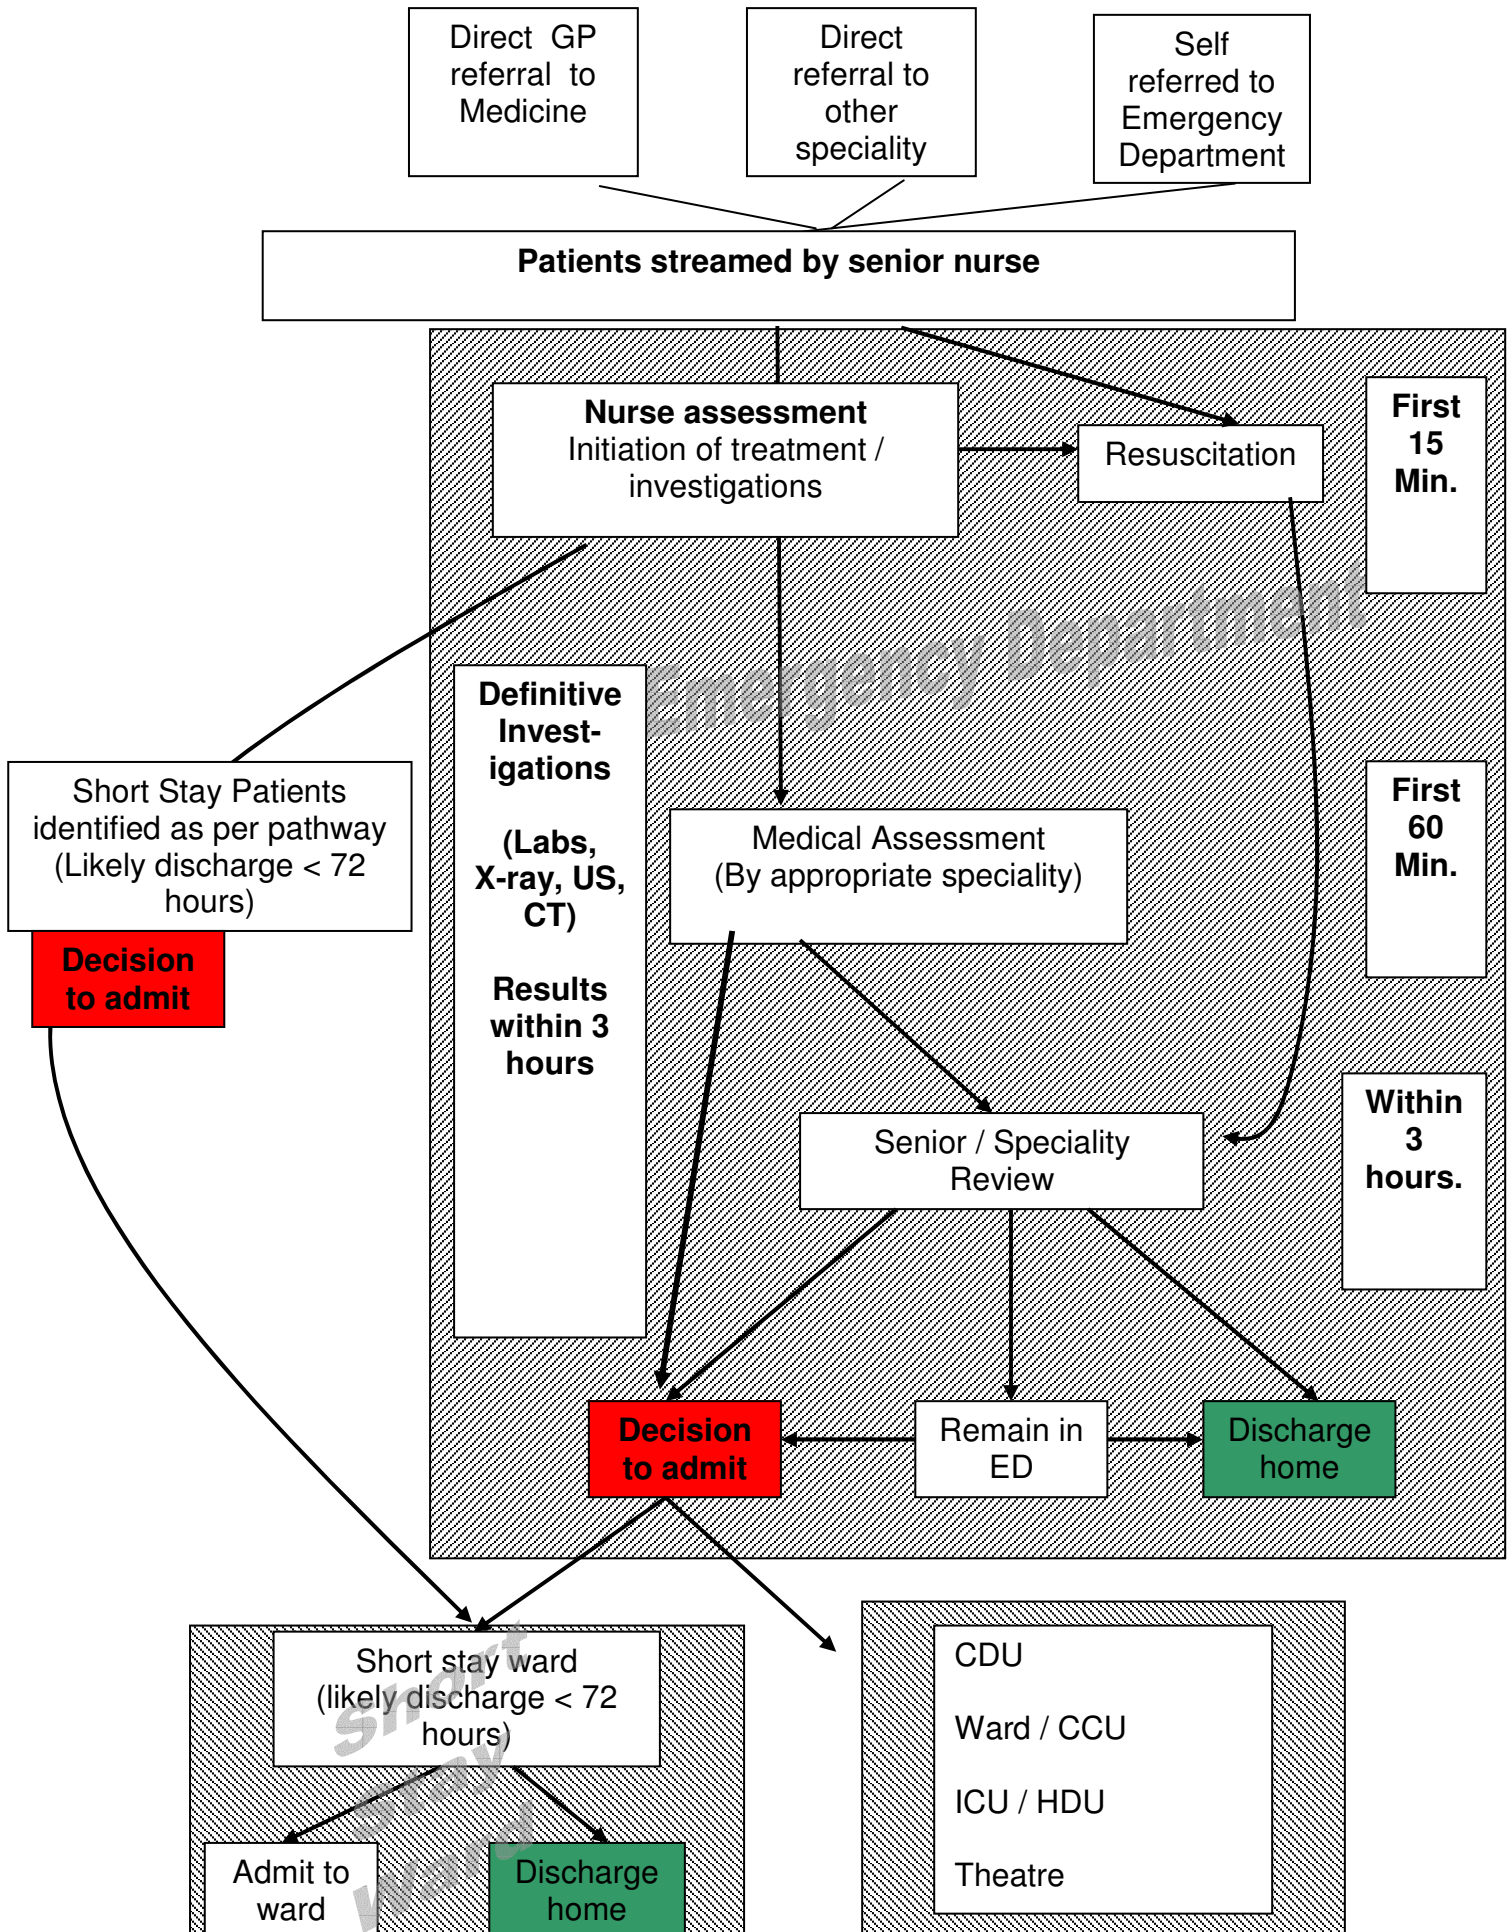 Direct GP
referral to
Medicine
Direct
referral to
other
speciality
Self
referred to
Emergency
Department
Patients streamed by senior nurse
Nurse assessment
Initiation of treatment /
investigations
Resuscitation
First
15
Min.
Emergency Department
Definitive
Invest-
igations
(Labs,
X-ray, US,
CT)
Results
within 3
hours
Short Stay Patients
identified as per pathway
(Likely discharge < 72
hours)
Decision
to admit
Medical Assessment
(By appropriate speciality)
First
60
Min.
Senior / Speciality
Review
Within
3
hours.
Decision
to admit
Remain in
ED
Discharge
home
Short stay ward
(likely discharge < 72
hours)
Short
Stay
Ward
Admit to
ward
Discharge
home
CDU
Ward / CCU
ICU / HDU
Theatre